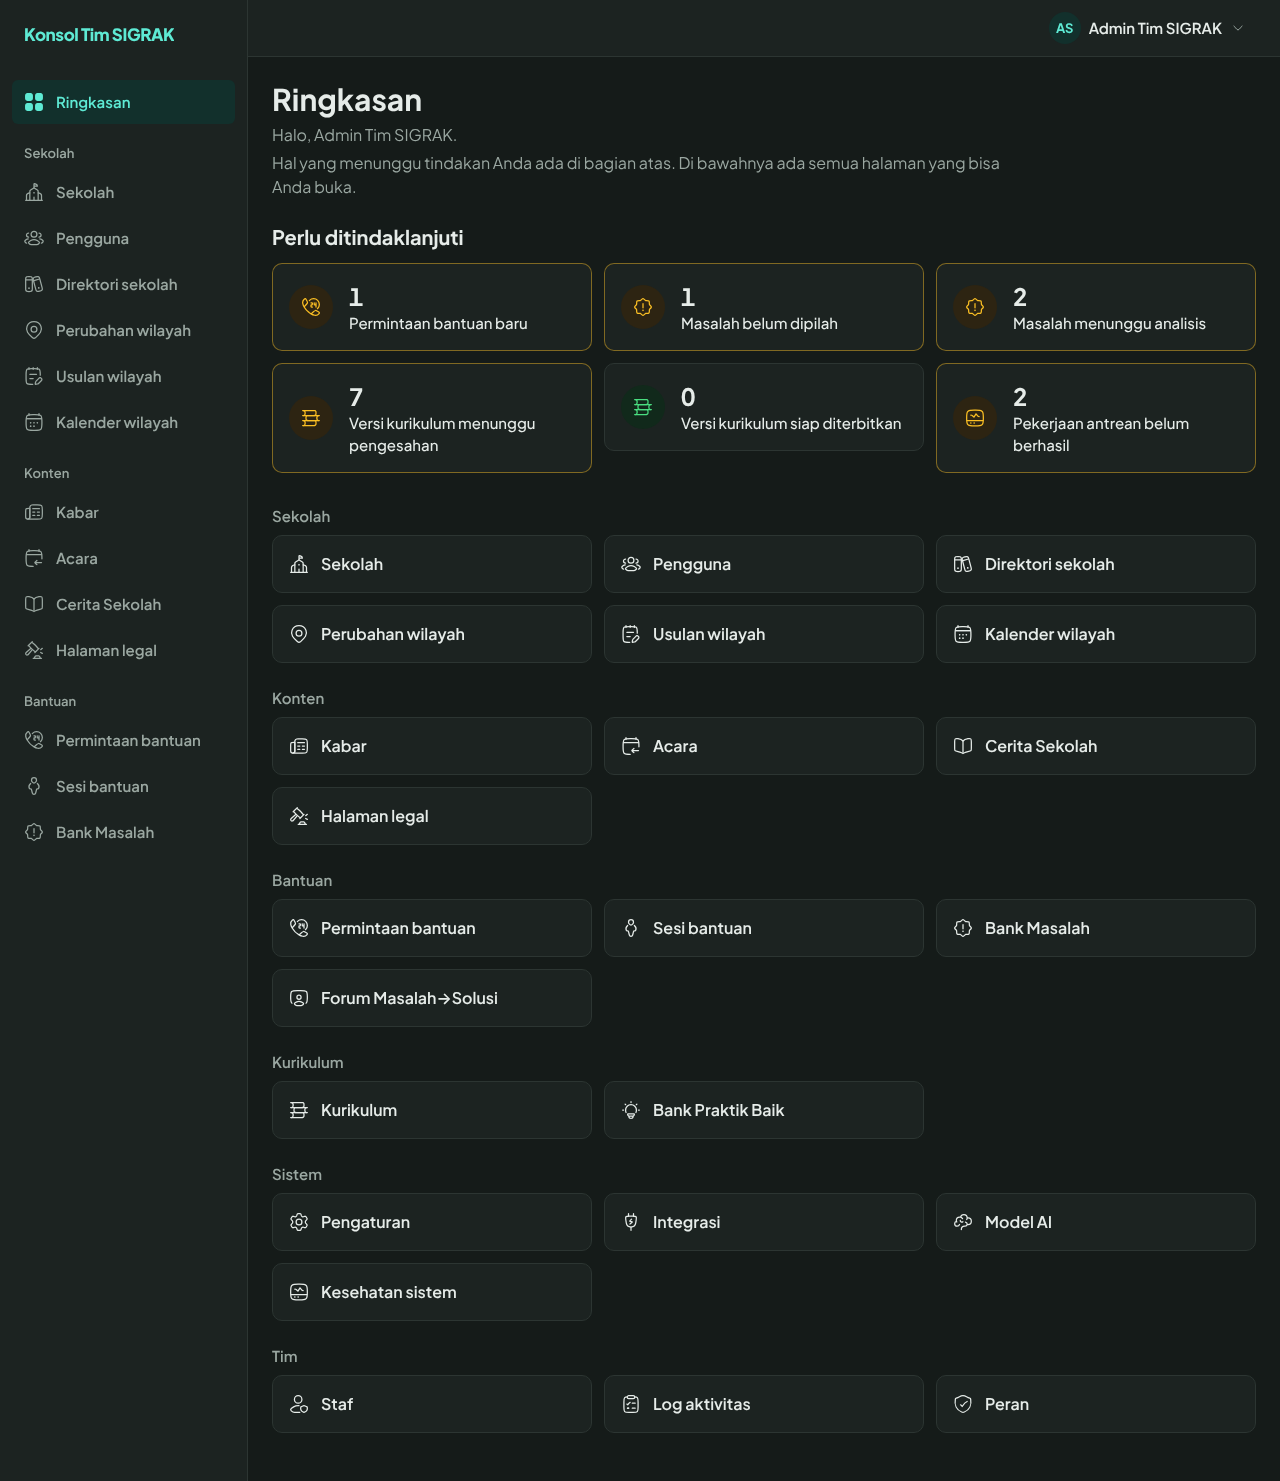 Konsol Tim SIGRAK
Ringkasan
Sekolah
Sekolah
Pengguna
Direktori sekolah
Perubahan wilayah
Usulan wilayah
Kalender wilayah
Konten
Kabar
Acara
Cerita Sekolah
Halaman legal
Bantuan
Permintaan bantuan
Sesi bantuan
Bank Masalah
AS Admin Tim SIGRAK
Ringkasan
Halo, Admin Tim SIGRAK.
Hal yang menunggu tindakan Anda ada di bagian atas. Di bawahnya ada semua halaman yang bisa
Anda buka.
Perlu ditindaklanjuti
1
Permintaan bantuan baru
1
Masalah belum dipilah
2
Masalah menunggu analisis
7
Versi kurikulum menunggu
pengesahan
0
Versi kurikulum siap diterbitkan
2
Pekerjaan antrean belum
berhasil
Sekolah
Sekolah
Pengguna
Direktori sekolah
Perubahan wilayah
Usulan wilayah
Kalender wilayah
Konten
Kabar
Acara
Cerita Sekolah
Halaman legal
Bantuan
Permintaan bantuan
Sesi bantuan
Bank Masalah
Forum Masalah→Solusi
Kurikulum
Kurikulum
Bank Praktik Baik
Sistem
Pengaturan
Integrasi
Model AI
Kesehatan sistem
Tim
Staf
Log aktivitas
Peran